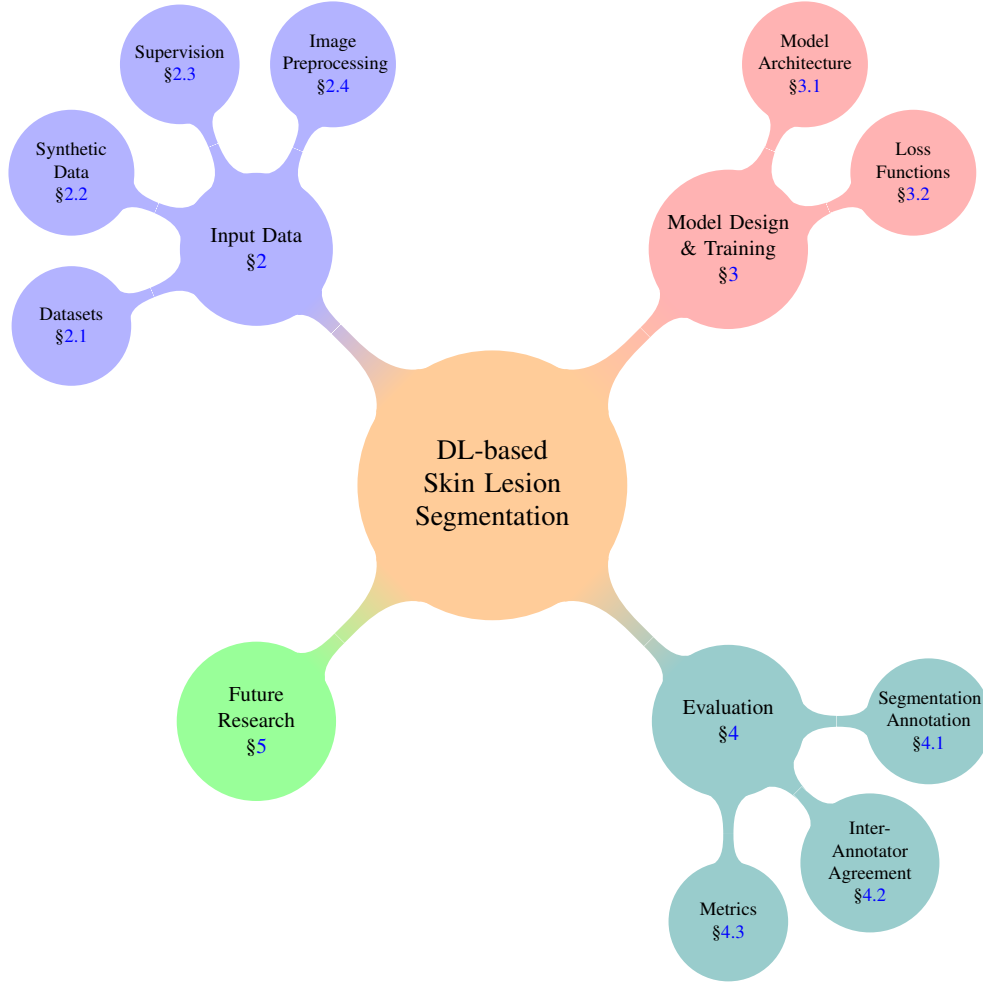 DL-based
Skin Lesion
Segmentation
Input Data
§2
Datasets
§2.1
Synthetic
Data
§2.2
Supervision
§2.3
Image
Preprocessing
§2.4
Model Design
& Training
§3
Model
Architecture
§3.1
Loss
Functions
§3.2
Evaluation
§4
Segmentation
Annotation
§4.1
Inter-
Annotator
Agreement
§4.2
Metrics
§4.3
Future
Research
§5